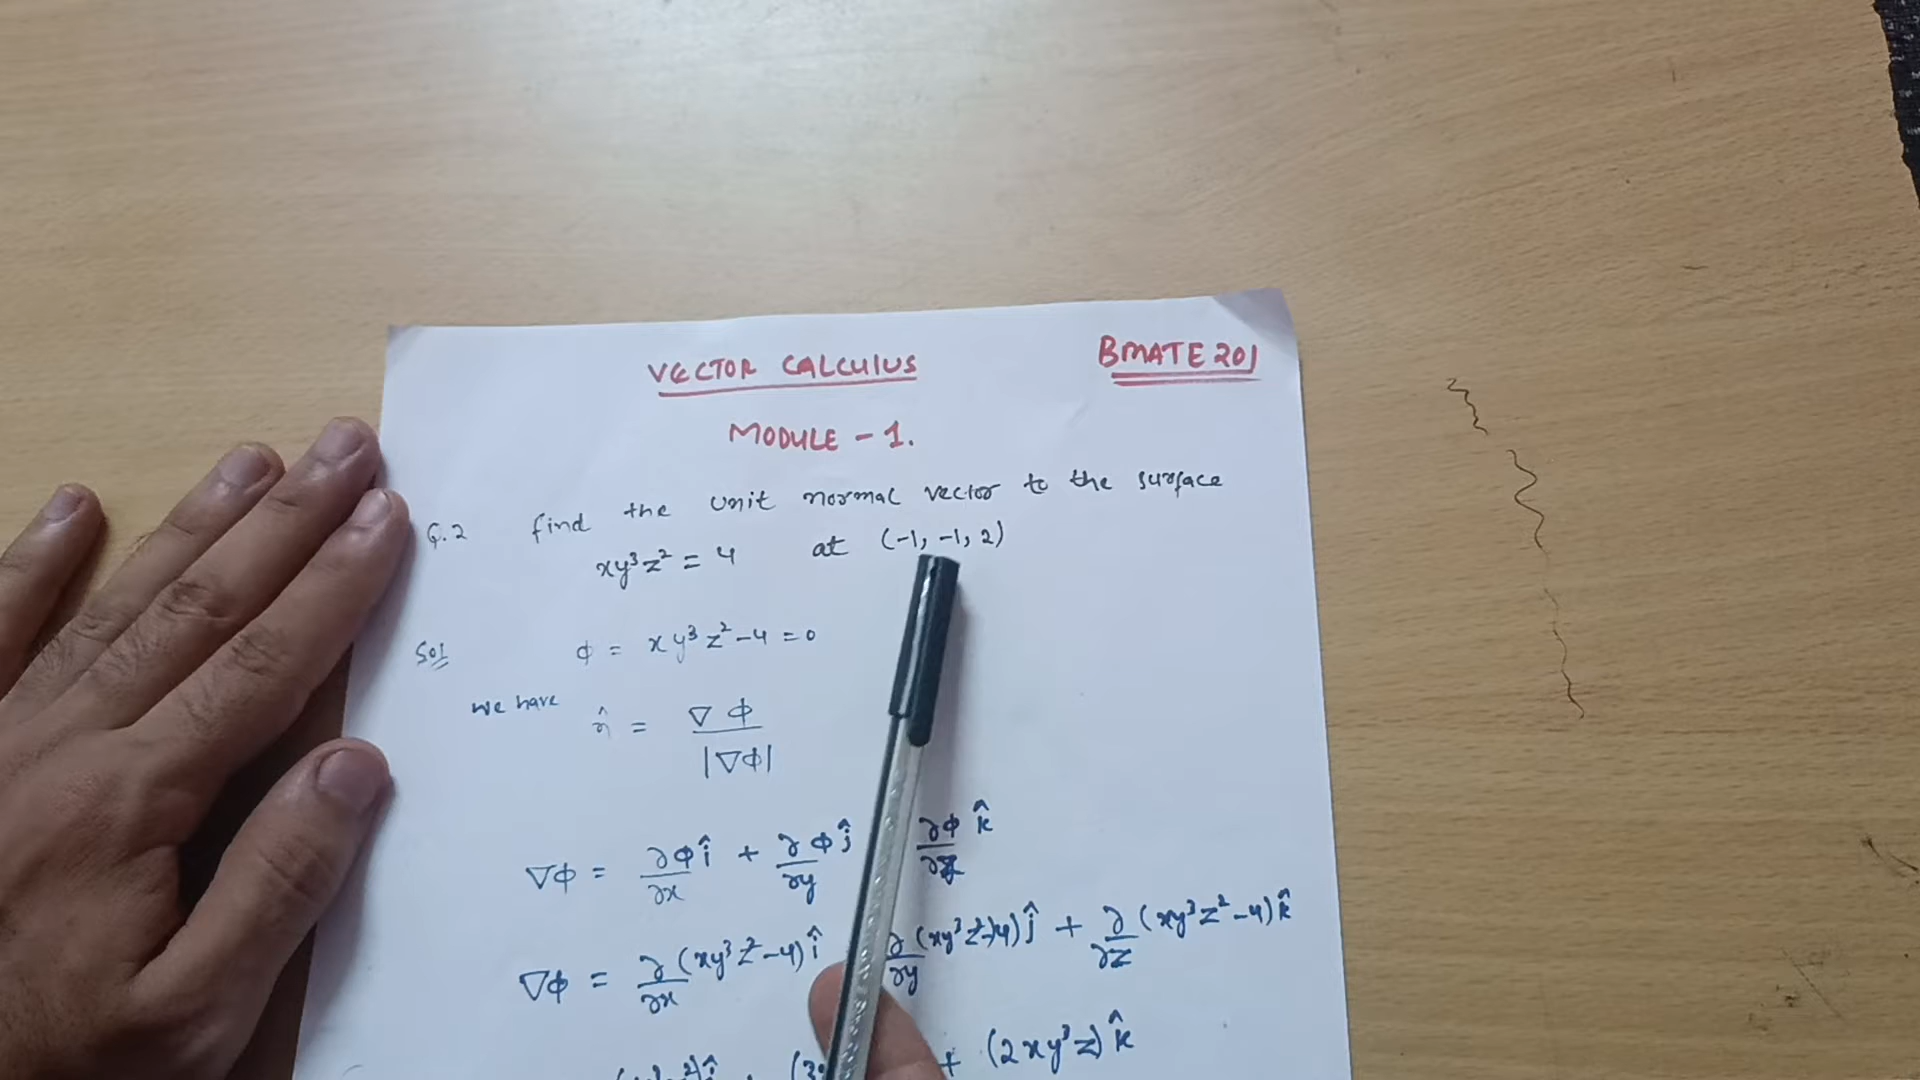 VECTOR CALCULUS BMATE 201
MODULE - 1.
Q.2 find the unit normal vector to the surface
xy³z² = 4 at (-1, -1, 2)
Sol ϕ = xy³z² - 4 = 0
we have n̂ = ∇ϕ / |∇ϕ|
∇ϕ = ∂ϕ/∂x î + ∂ϕ/∂y ĵ ∂ϕ/∂z k̂
∇ϕ = ∂/∂x (xy³z² - 4) î ∂/∂y (xy³z² - 4) ĵ + ∂/∂z (xy³z² - 4) k̂
+ (2xy³z) k̂